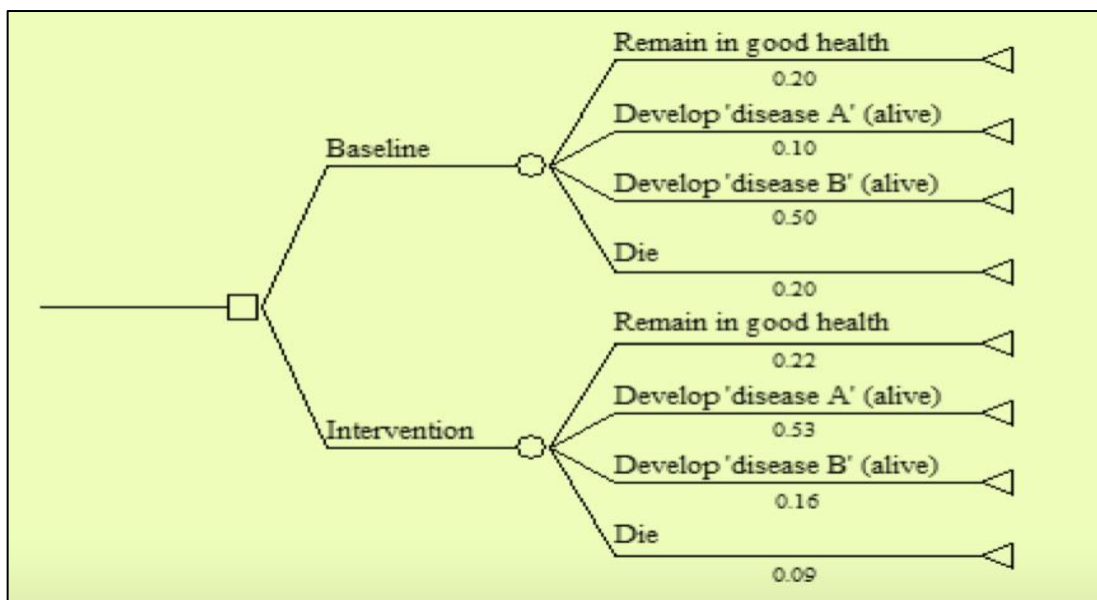 Remain in good health
0.20
Develop 'disease A' (alive)
0.10
Baseline
Develop 'disease B' (alive)
0.50
Die
0.20
Remain in good health
0.22
Develop 'disease A' (alive)
0.53
Intervention
Develop 'disease B' (alive)
0.16
Die
0.09